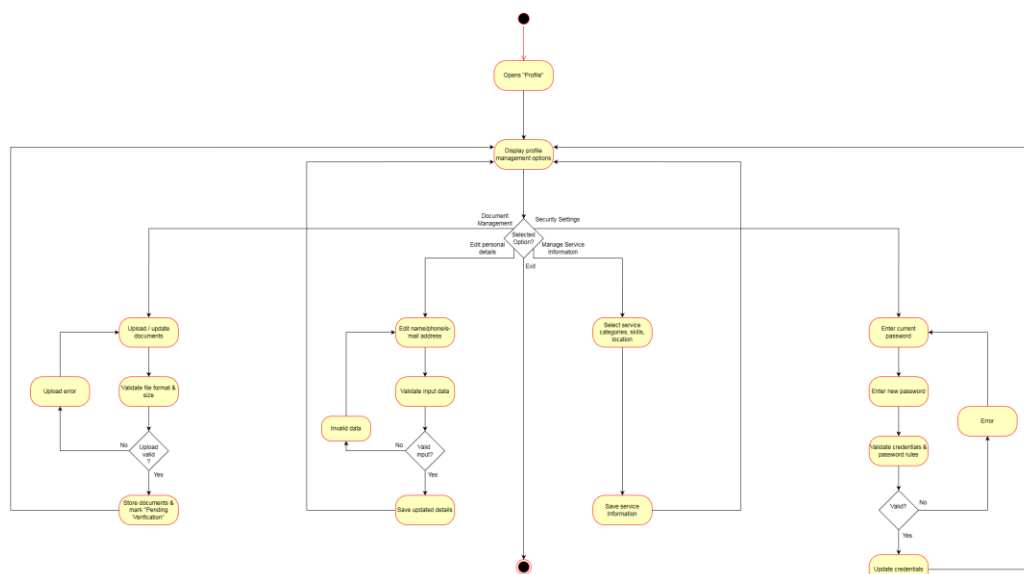 Opens "Profile"
Display profile
management options
Document
Management
Security Settings
Selected
Option?
Edit personal
details
Manage Service
Informatoin
Exit
Upload / update
documents
Edit name/phone/e-
mail address
Select service
categories, skills,
location
Enter current
password
Upload error
Validate file format &
size
Validate input data
Enter new password
Invalid data
Error
No
Upload
valid
?
No
Valid
input?
Validate credentials &
password rules
Yes
Yes
Store documents &
mark "Pending
Verification"
Save updated details
Save service
Information
Valid?
No
Yes
Update credentials